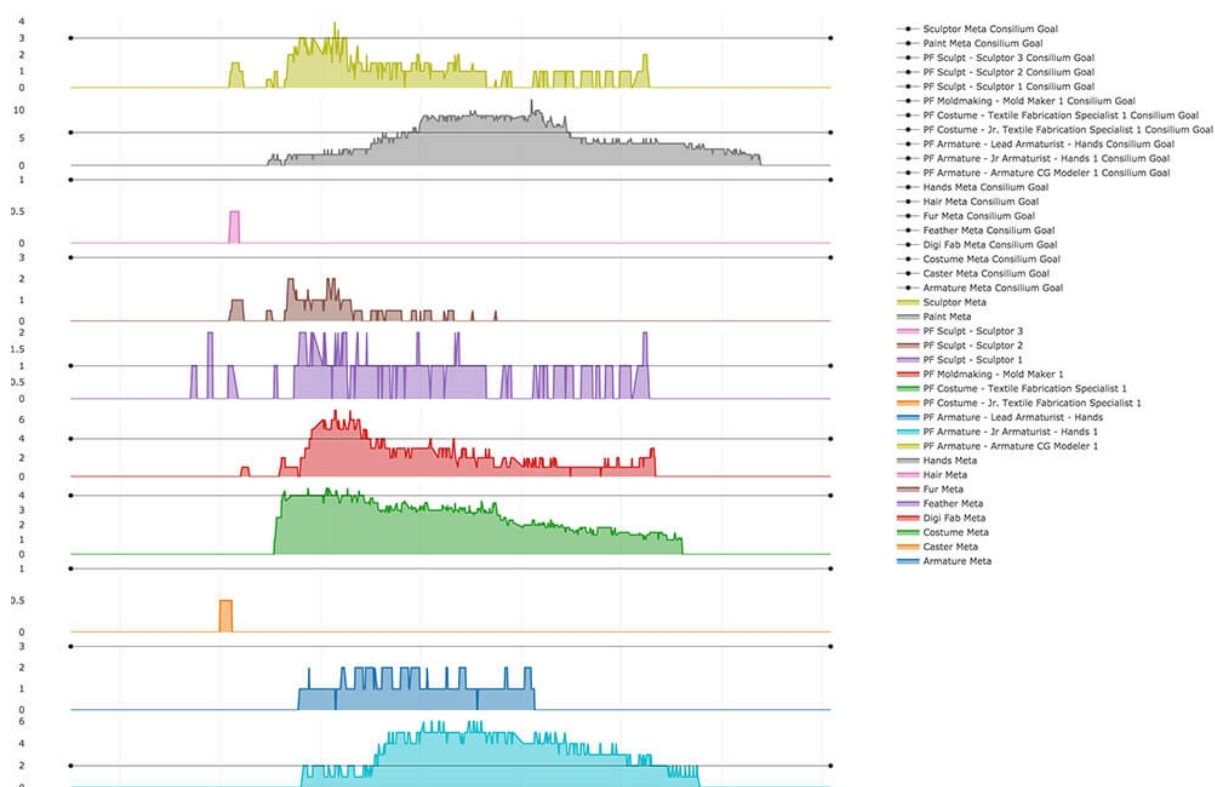 4
3
2
1
0
10
5
0
1
0.5
0
3
2
1
0
2
1.5
1
0.5
0
6
4
2
0
4
3
2
1
0
1
0.5
0
3
2
1
0
6
4
2
0
Sculptor Meta Consilium Goal
Paint Meta Consilium Goal
PF Sculpt - Sculptor 3 Consilium Goal
PF Sculpt - Sculptor 2 Consilium Goal
PF Sculpt - Sculptor 1 Consilium Goal
PF Moldmaking - Mold Maker 1 Consilium Goal
PF Costume - Textile Fabrication Specialist 1 Consilium Goal
PF Costume - Jr. Textile Fabrication Specialist 1 Consilium Goal
PF Armature - Lead Armaturist - Hands Consilium Goal
PF Armature - Jr Armaturist - Hands 1 Consilium Goal
PF Armature - Armature CG Modeler 1 Consilium Goal
Hands Meta Consilium Goal
Hair Meta Consilium Goal
Fur Meta Consilium Goal
Feather Meta Consilium Goal
Digi Fab Meta Consilium Goal
Costume Meta Consilium Goal
Caster Meta Consilium Goal
Armature Meta Consilium Goal
Sculptor Meta
Paint Meta
PF Sculpt - Sculptor 3
PF Sculpt - Sculptor 2
PF Sculpt - Sculptor 1
PF Moldmaking - Mold Maker 1
PF Costume - Textile Fabrication Specialist 1
PF Costume - Jr. Textile Fabrication Specialist 1
PF Armature - Lead Armaturist - Hands
PF Armature - Jr Armaturist - Hands 1
PF Armature - Armature CG Modeler 1
Hands Meta
Hair Meta
Fur Meta
Feather Meta
Digi Fab Meta
Costume Meta
Caster Meta
Armature Meta